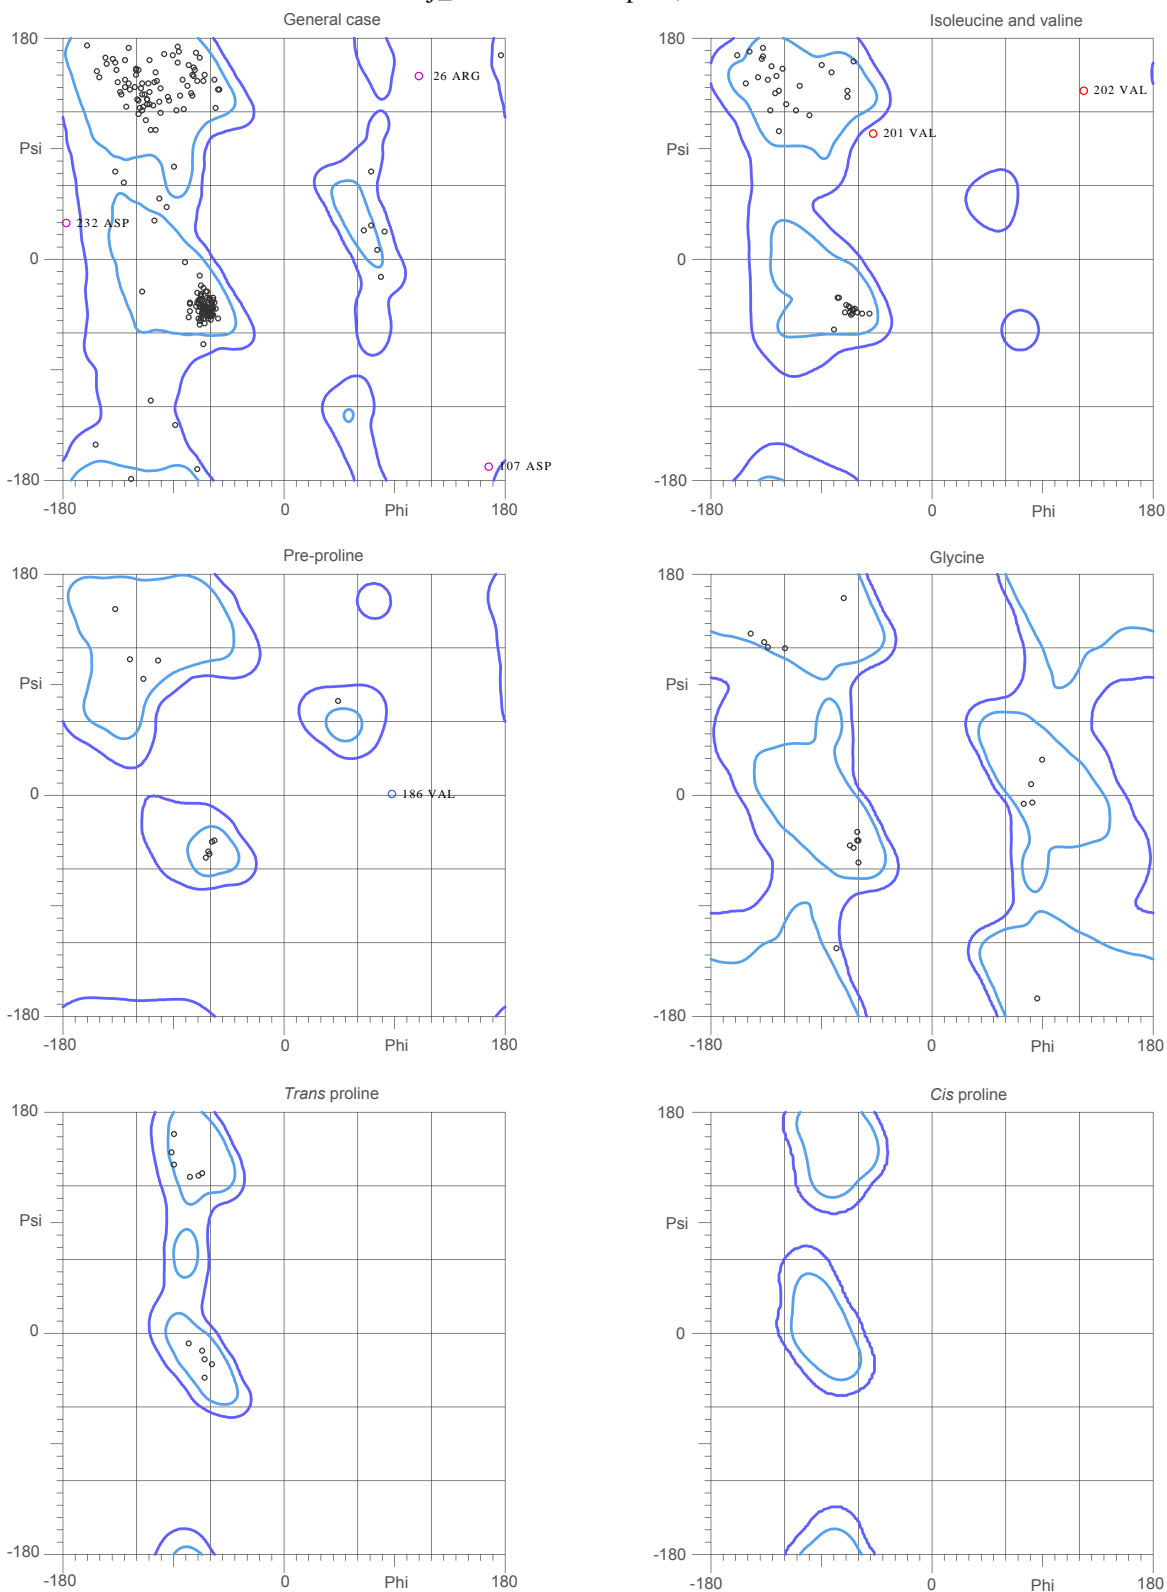 General case
Isoleucine and valine
180
180
26 ARG
202 VAL
201 VAL
Psi
Psi
232 ASP
0
0
107 ASP
-180
-180
-180
0
Phi
180
-180
0
Phi
180
Pre-proline
Glycine
180
180
Psi
Psi
0
186 VAL
0
-180
-180
-180
0
Phi
180
-180
0
Phi
180
Trans proline
Cis proline
180
180
Psi
Psi
0
0
-180
-180
-180
0
Phi
180
-180
0
Phi
180